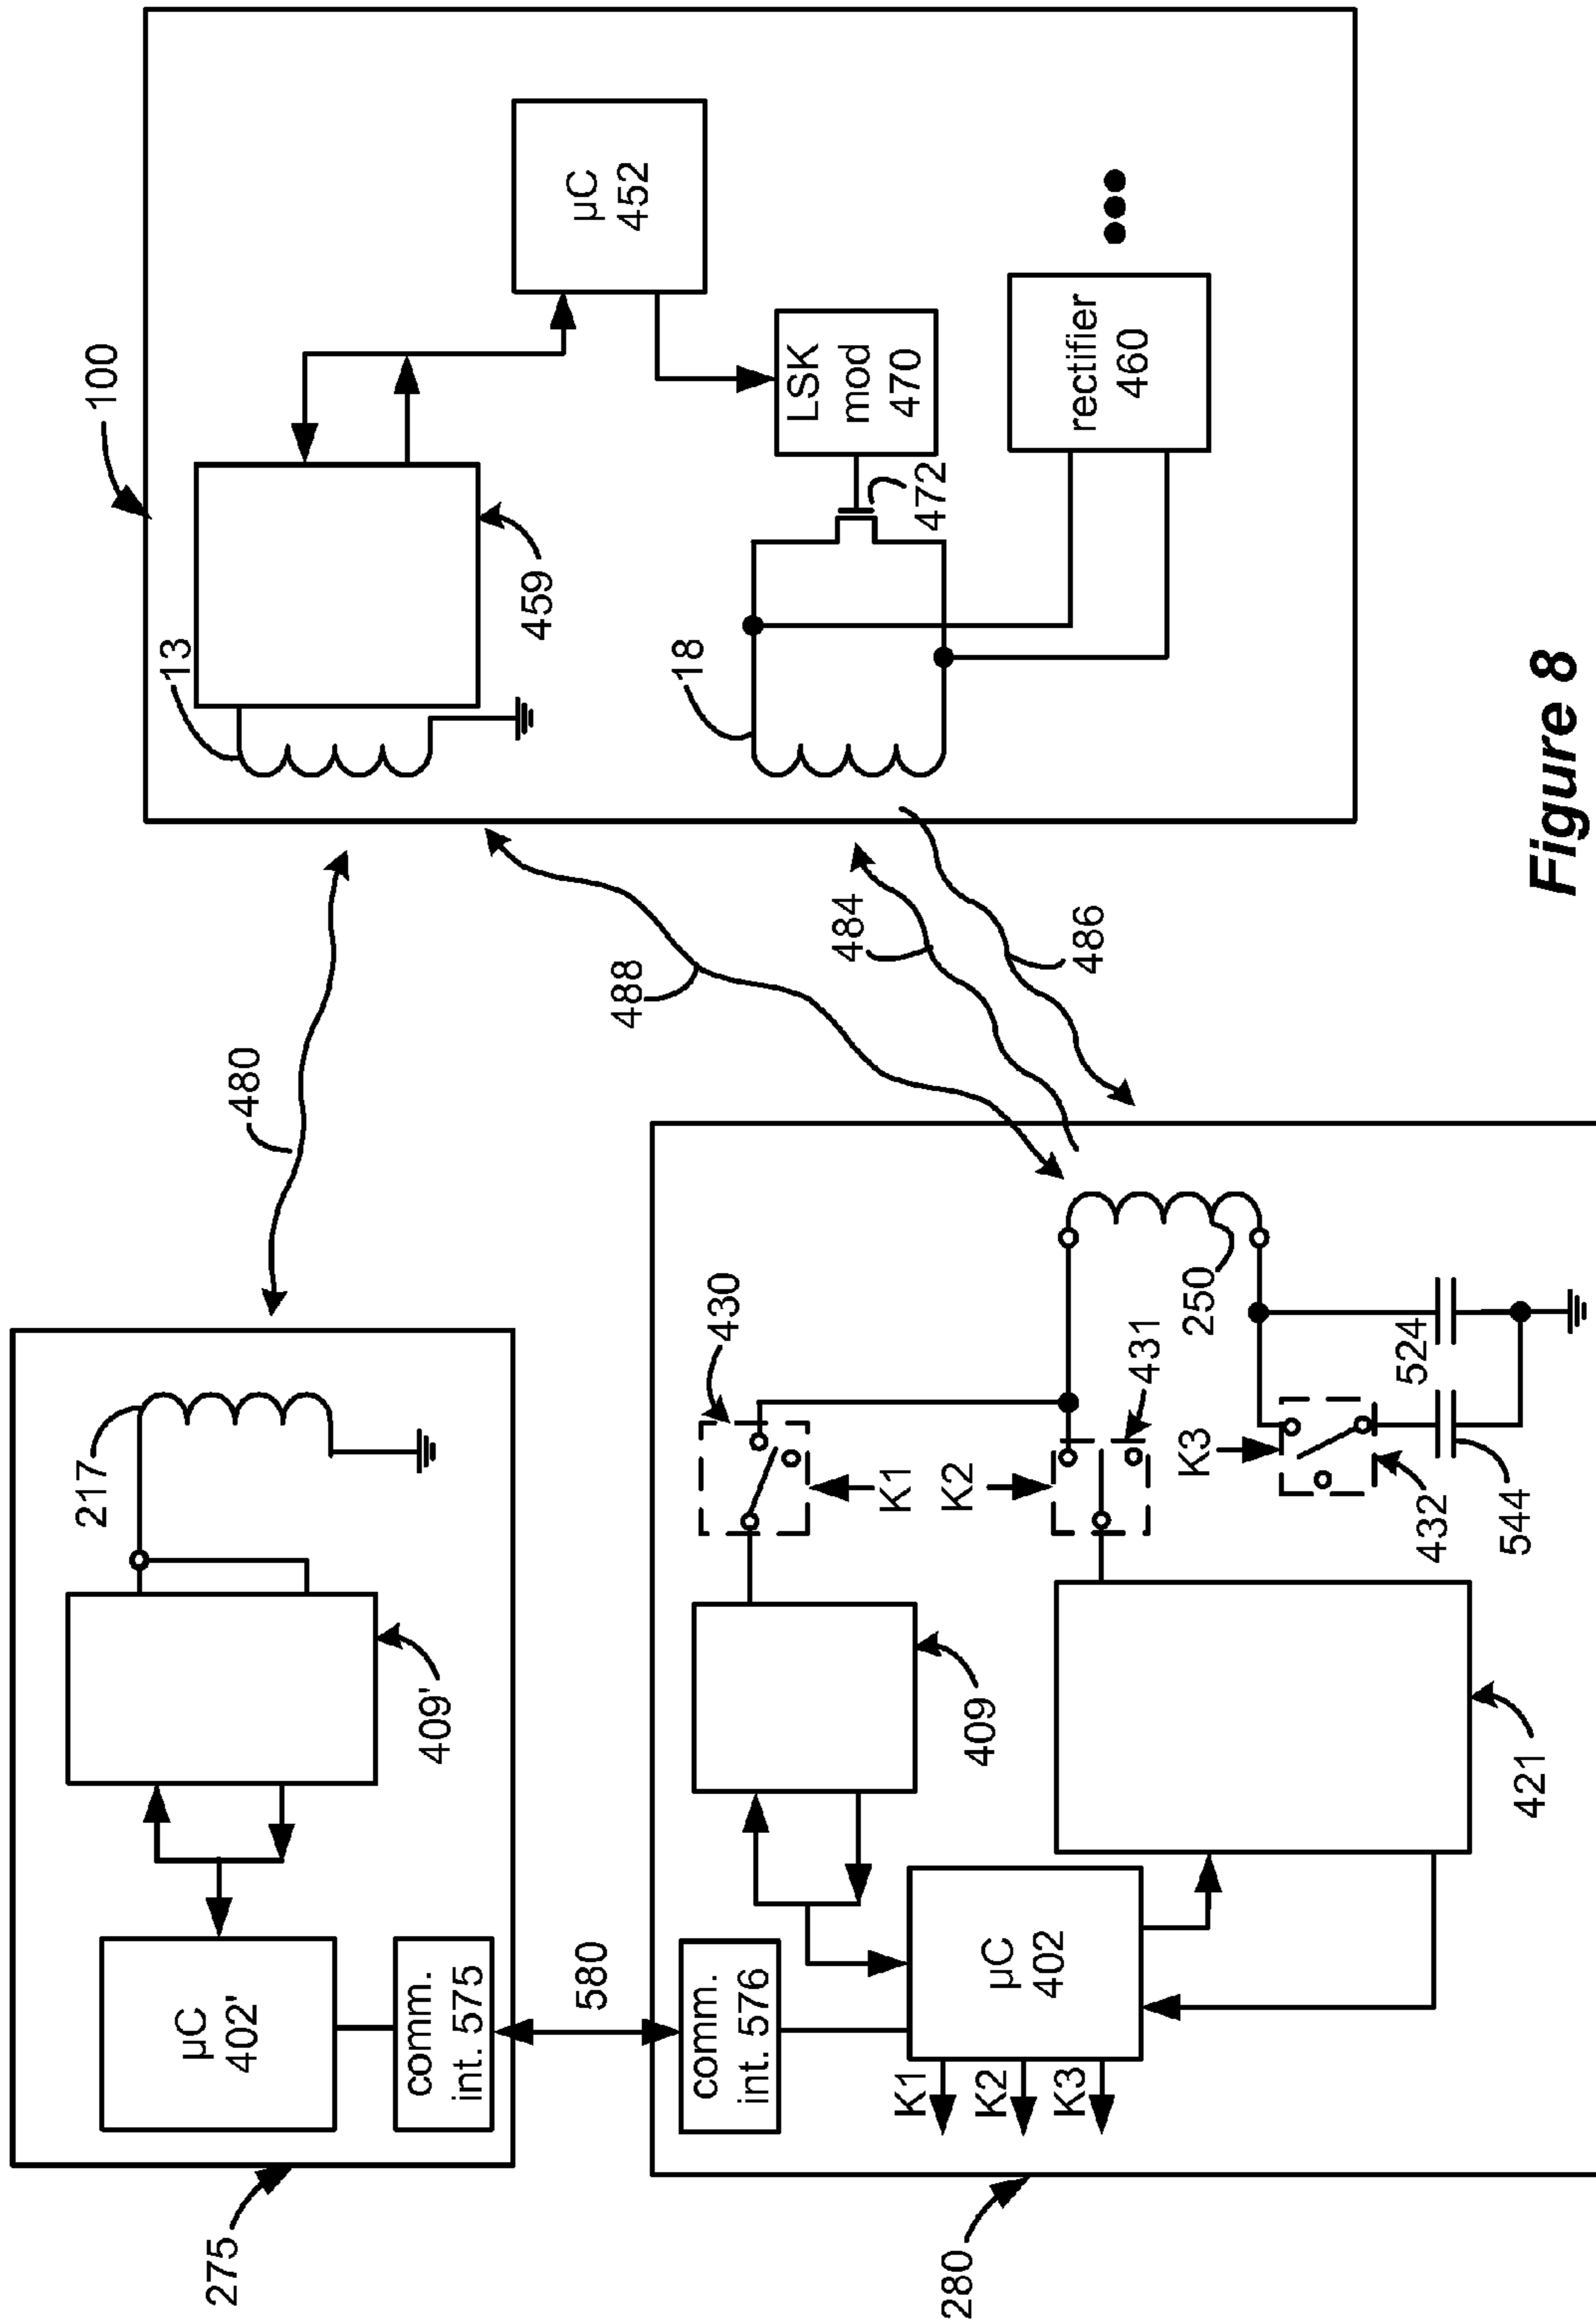 275
µC
402'
comm.
int. 575
409'
217
480
580
280
comm.
int. 576
µC
402
K1
K2
K3
409
421
430
K1
K2
431
250
K3
432
544
524
488
484
486
100
13
459
µC
452
18
472
LSK
mod
470
rectifier
460
Figure 8